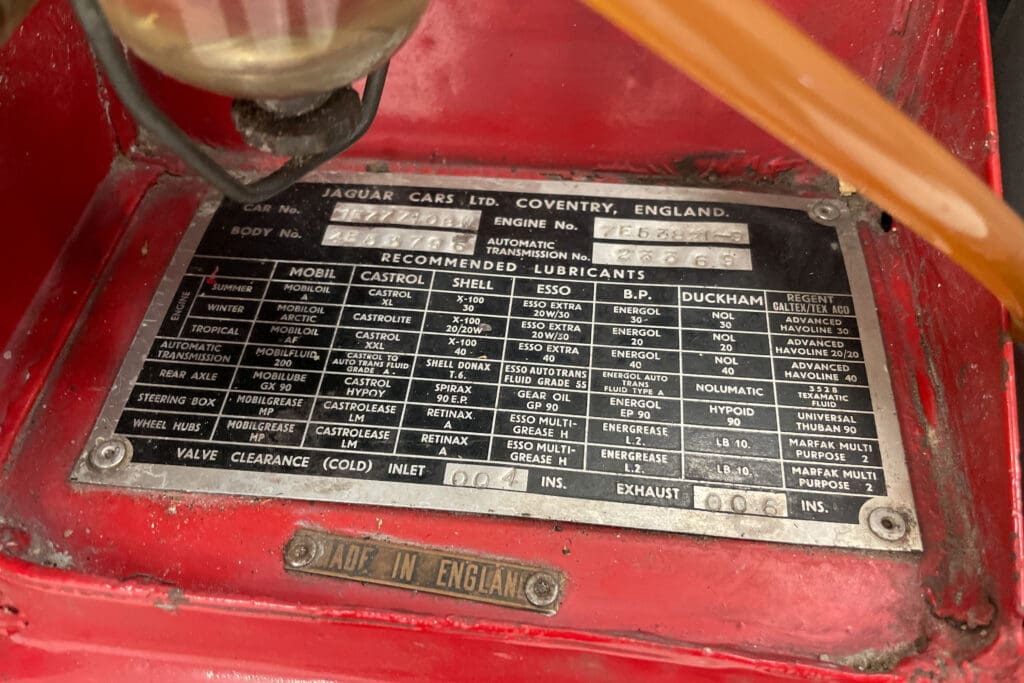 JAGUAR CARS LTD. COVENTRY, ENGLAND.
CAR No. ENGINE No.
BODY No. AUTOMATIC TRANSMISSION No.
RECOMMENDED LUBRICANTS
MOBIL CASTROL SHELL ESSO B.P. DUCKHAM REGENT CALTEX/TEX ACO
ENGINE
SUMMER MOBILOIL A CASTROL XL X-100 30 ESSO EXTRA 20W/30 ENERGOL 30 NOL 30 ADVANCED HAVOLINE 30
WINTER MOBILOIL ARCTIC CASTROLITE X-100 20/20W ESSO EXTRA 20W/30 ENERGOL 20 NOL 20 ADVANCED HAVOLINE 20/20
TROPICAL MOBILOIL AF CASTROL XXL X-100 40 ESSO EXTRA 40 ENERGOL 40 NOL 40 ADVANCED HAVOLINE 40
AUTOMATIC TRANSMISSION MOBILFLUID 200 CASTROL TQ AUTO TRANS FLUID GRADE A SHELL DONAX T.6 ESSO AUTOTRANS FLUID GRADE 55 ENERGOL AUTO TRANS FLUID TYPE A NOLUMATIC 3528 TEXAMATIC FLUID
REAR AXLE MOBILUBE GX 90 CASTROL HYPOY SPIRAX 90 E.P. GEAR OIL GP 90 ENERGOL EP 90 HYPOID 90 UNIVERSAL THUBAN 90
STEERING BOX MOBILGREASE MP CASTROLEASE LM RETINAX A ESSO MULTI-GREASE H ENERGREASE L.2. LB 10. MARFAK MULTI PURPOSE 2
WHEEL HUBS MOBILGREASE MP CASTROLEASE LM RETINAX A ESSO MULTI-GREASE H ENERGREASE L.2. LB 10. MARFAK MULTI PURPOSE 2
VALVE CLEARANCE (COLD) INLET 004 INS. EXHAUST 006 INS.
MADE IN ENGLAND